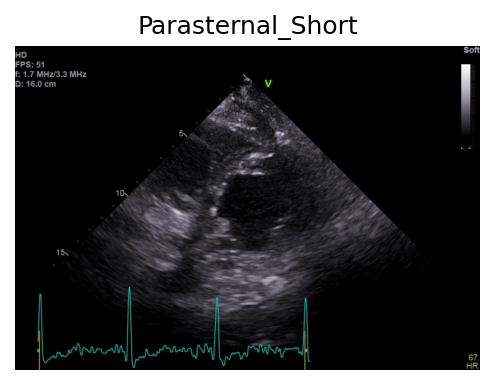 Parasternal_Short
HD
FPS: 51
f: 1.7 MHz/3.3 MHz
D: 16.0 cm
Soft
V
5
10
15
67
HR